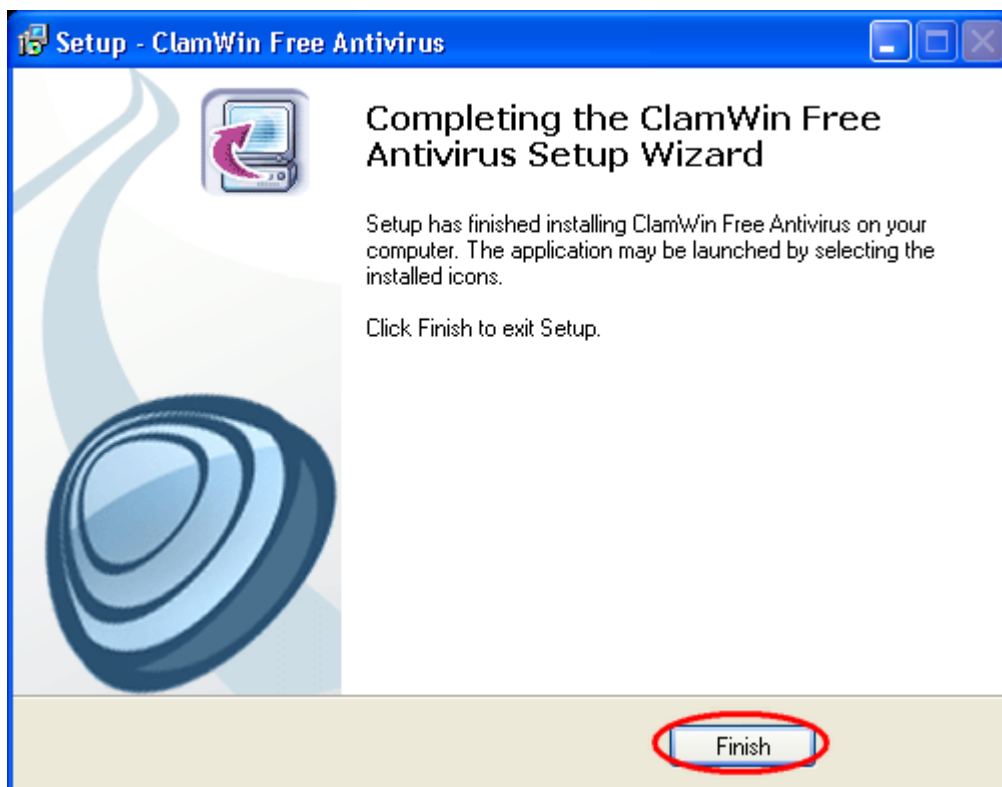 Setup - ClamWin Free Antivirus
Completing the ClamWin Free
Antivirus Setup Wizard
Setup has finished installing ClamWin Free Antivirus on your
computer. The application may be launched by selecting the
installed icons.
Click Finish to exit Setup.
Finish